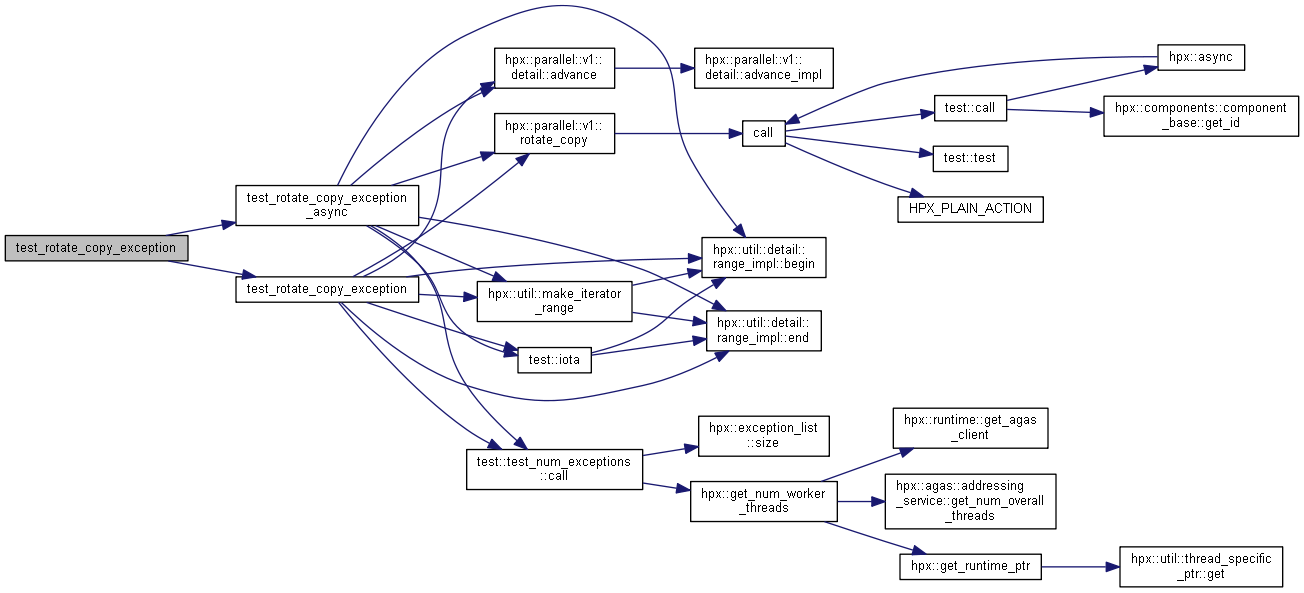 test_rotate_copy_exception
test_rotate_copy_exception
_async
test_rotate_copy_exception
hpx::parallel::v1::
detail::advance
hpx::parallel::v1::
rotate_copy
hpx::util::make_iterator
_range
test::iota
test::test_num_exceptions
::call
hpx::parallel::v1::
detail::advance_impl
call
hpx::util::detail::
range_impl::begin
hpx::util::detail::
range_impl::end
hpx::exception_list
::size
hpx::get_num_worker
_threads
test::call
test::test
HPX_PLAIN_ACTION
hpx::runtime::get_agas
_client
hpx::agas::addressing
_service::get_num_overall
_threads
hpx::get_runtime_ptr
hpx::async
hpx::components::component
_base::get_id
hpx::util::thread_specific
_ptr::get